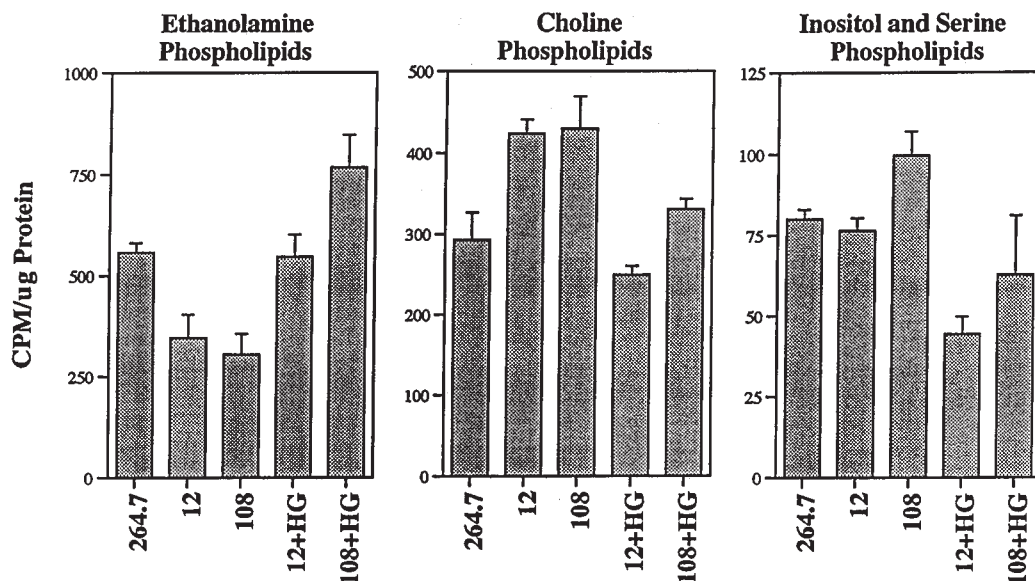 Ethanolamine
Phospholipids
Choline
Phospholipids
Inositol and Serine
Phospholipids
CPM/ug Protein
1000
750
500
250
0
264.7
12
108
12+HG
108+HG
500
400
300
200
100
0
264.7
12
108
12+HG
108+HG
125
100
75
50
25
0
264.7
12
108
12+HG
108+HG